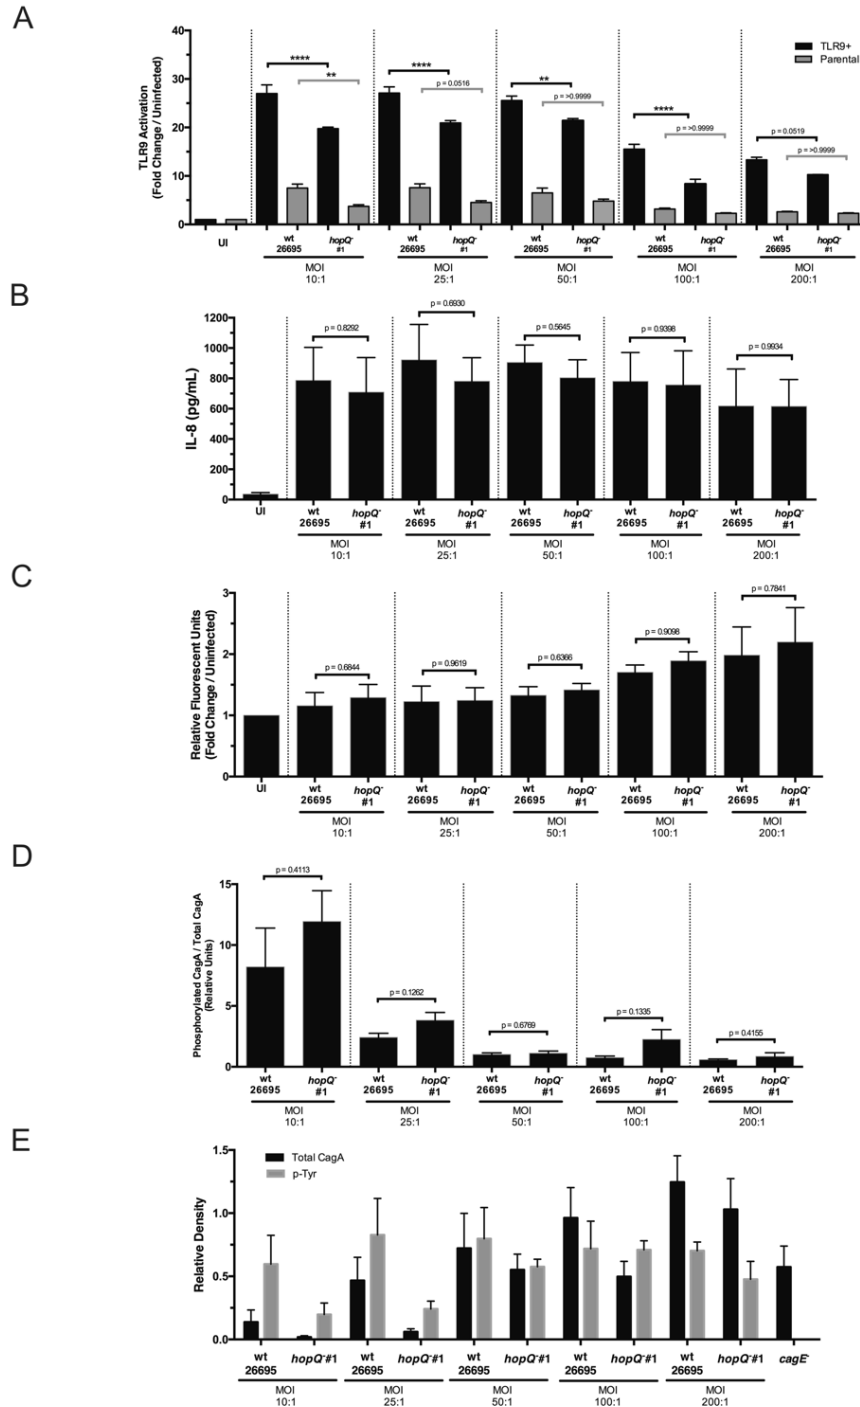 A
TLR9 Activation
(Fold Change / Uninfected)
40
30
20
10
0
TLR9+
Parental
****
**
****
p = 0.0516
**
p = >0.9999
****
p = >0.9999
p = 0.0519
p = >0.9999
UI
wt
26695
hopQ-
#1
wt
26695
hopQ-
#1
wt
26695
hopQ-
#1
wt
26695
hopQ-
#1
wt
26695
hopQ-
#1
MOI
10:1
MOI
25:1
MOI
50:1
MOI
100:1
MOI
200:1
B
IL-8 (pg/mL)
1200
1000
800
600
400
200
0
p = 0.8292
p = 0.6930
p = 0.5645
p = 0.9398
p = 0.9934
UI
wt
26695
hopQ-
#1
wt
26695
hopQ-
#1
wt
26695
hopQ-
#1
wt
26695
hopQ-
#1
wt
26695
hopQ-
#1
MOI
10:1
MOI
25:1
MOI
50:1
MOI
100:1
MOI
200:1
C
Relative Fluorescent Units
(Fold Change / Uninfected)
3
2
1
0
p = 0.6844
p = 0.9619
p = 0.6366
p = 0.9098
p = 0.7841
UI
wt
26695
hopQ-
#1
wt
26695
hopQ-
#1
wt
26695
hopQ-
#1
wt
26695
hopQ-
#1
wt
26695
hopQ-
#1
MOI
10:1
MOI
25:1
MOI
50:1
MOI
100:1
MOI
200:1
D
Phosphorylated CagA / Total CagA
(Relative Units)
15
10
5
0
p = 0.4113
p = 0.1262
p = 0.6769
p = 0.1335
p = 0.4155
wt
26695
hopQ-
#1
wt
26695
hopQ-
#1
wt
26695
hopQ-
#1
wt
26695
hopQ-
#1
wt
26695
hopQ-
#1
MOI
10:1
MOI
25:1
MOI
50:1
MOI
100:1
MOI
200:1
E
Relative Density
1.5
1.0
0.5
0.0
Total CagA
p-Tyr
wt
26695
hopQ-#1
wt
26695
hopQ-#1
wt
26695
hopQ-#1
wt
26695
hopQ-#1
wt
26695
hopQ-#1
cagE-
MOI
10:1
MOI
25:1
MOI
50:1
MOI
100:1
MOI
200:1